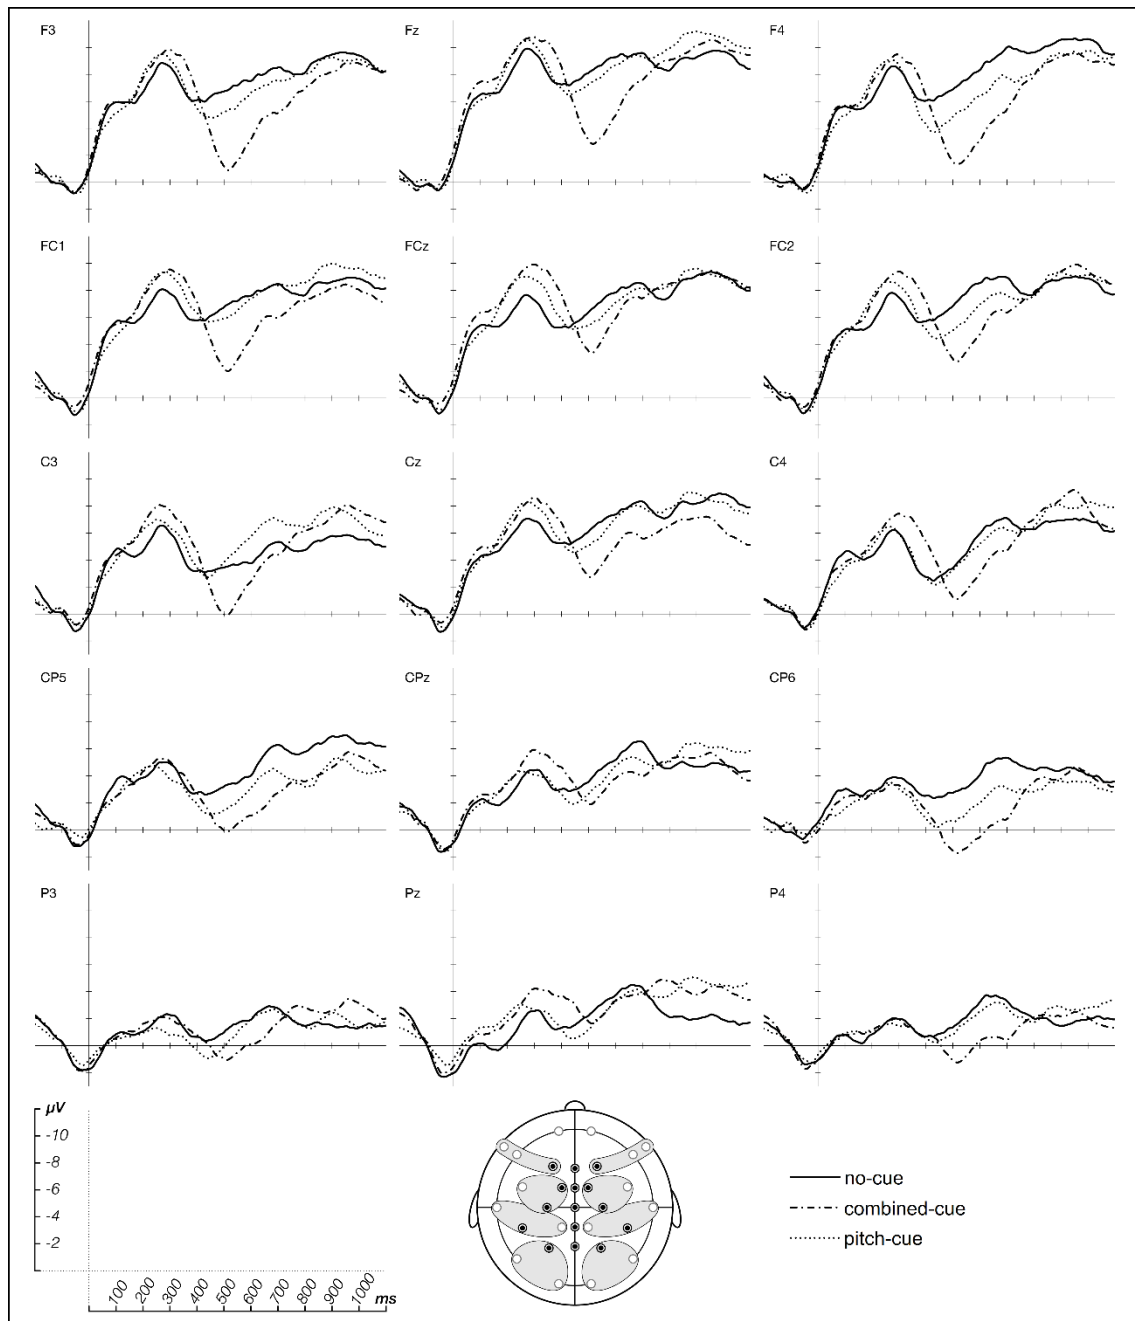 F3 Fz F4
FC1 FCz FC2
C3 Cz C4
CP5 CPz CP6
P3 Pz P4
µV
-10
-8
-6
-4
-2
100 200 300 400 500 600 700 800 900 1000 ms
no-cue
combined-cue
pitch-cue